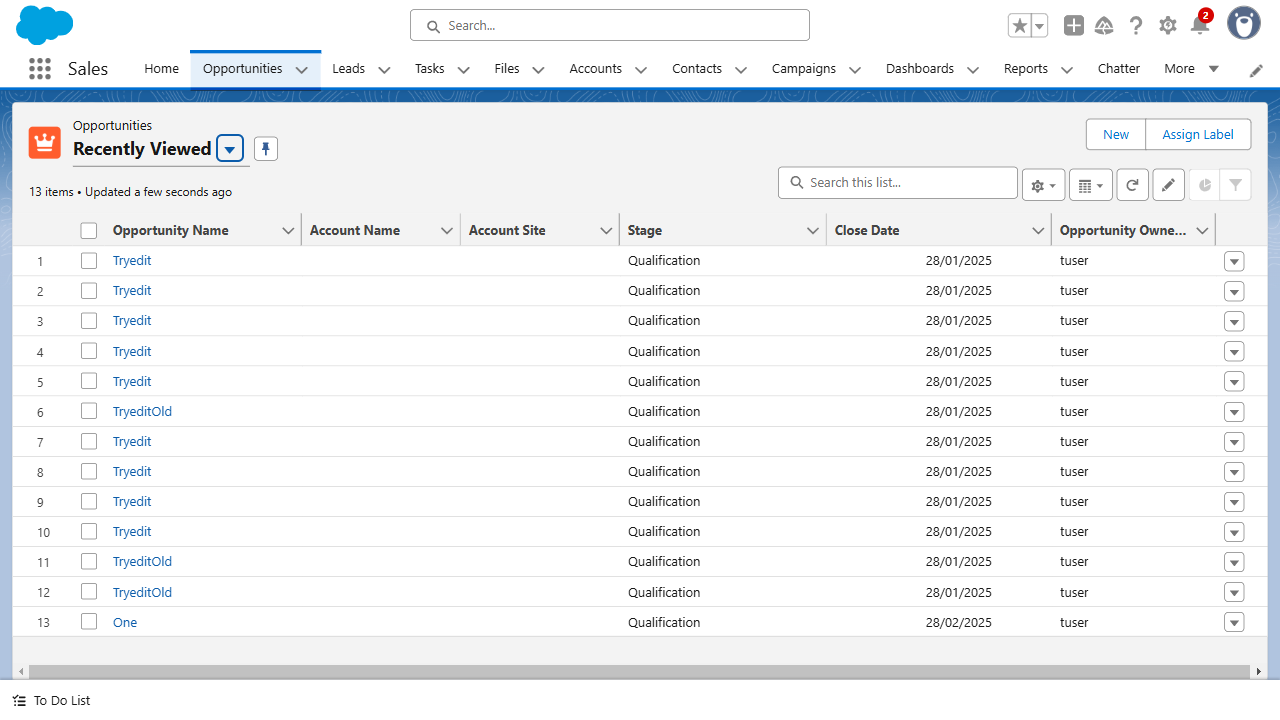 Search...
2
Sales
Home Opportunities Leads Tasks Files Accounts Contacts Campaigns Dashboards Reports Chatter More
Opportunities
Recently Viewed
New Assign Label
13 items • Updated a few seconds ago
Search this list...
Opportunity Name Account Name Account Site Stage Close Date Opportunity Owne...
1 Tryedit Qualification 28/01/2025 tuser
2 Tryedit Qualification 28/01/2025 tuser
3 Tryedit Qualification 28/01/2025 tuser
4 Tryedit Qualification 28/01/2025 tuser
5 Tryedit Qualification 28/01/2025 tuser
6 TryeditOld Qualification 28/01/2025 tuser
7 Tryedit Qualification 28/01/2025 tuser
8 Tryedit Qualification 28/01/2025 tuser
9 Tryedit Qualification 28/01/2025 tuser
10 Tryedit Qualification 28/01/2025 tuser
11 TryeditOld Qualification 28/01/2025 tuser
12 TryeditOld Qualification 28/01/2025 tuser
13 One Qualification 28/02/2025 tuser
To Do List